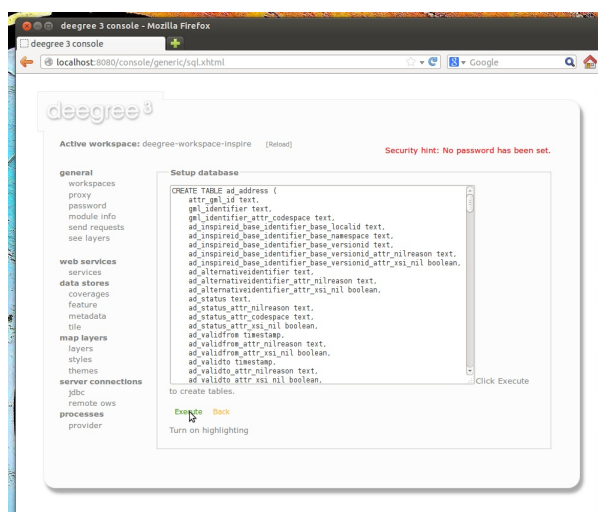 deegree 3 console - Mozilla Firefox
deegree 3 console
localhost:8080/console/generic/sql.xhtml
Google
deegree 3
Active workspace: deegree-workspace-inspire [Reload]
Security hint: No password has been set.
general
workspaces
proxy
password
module info
send requests
see layers
web services
services
data stores
coverages
feature
metadata
tile
map layers
layers
styles
themes
server connections
jdbc
remote ows
processes
provider
Setup database
CREATE TABLE ad_address (
attr_gml_id text,
gml_identifier text,
gml_identifier_attr_codespace text,
ad_inspireid_base_identifier_base_localid text,
ad_inspireid_base_identifier_base_namespace text,
ad_inspireid_base_identifier_base_versionid text,
ad_inspireid_base_identifier_base_versionid_attr_nilreason text,
ad_inspireid_base_identifier_base_versionid_attr_xsi_nil boolean,
ad_alternativeidentifier text,
ad_alternativeidentifier_attr_nilreason text,
ad_alternativeidentifier_attr_xsi_nil boolean,
ad_status text,
ad_status_attr_nilreason text,
ad_status_attr_codespace text,
ad_status_attr_xsi_nil boolean,
ad_validfrom timestamp,
ad_validfrom_attr_nilreason text,
ad_validfrom_attr_xsi_nil boolean,
ad_validto timestamp,
ad_validto_attr_nilreason text,
ad_validto_attr_xsi_nil boolean,
Click Execute
to create tables.
Execute Back
Turn on highlighting